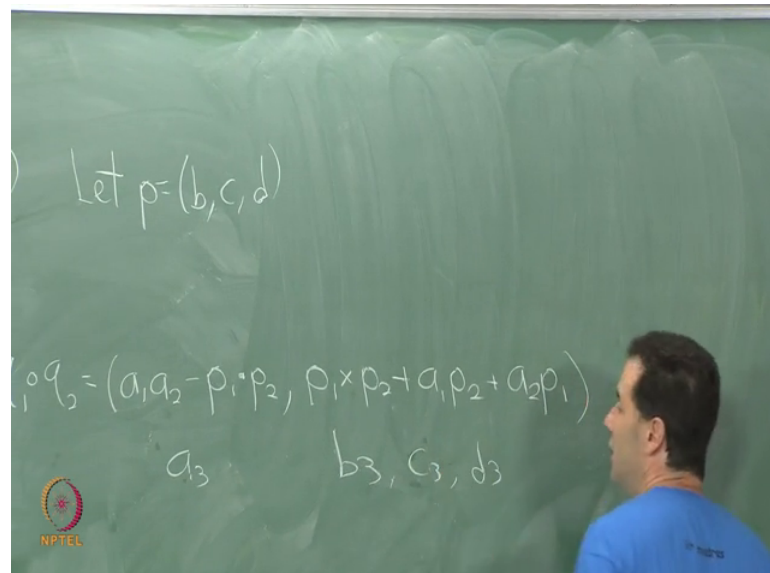 ) Let p=(b,c,d)
q₁∘q₂=(a₁a₂-p₁•p₂, p₁×p₂+a₁p₂+a₂p₁)
a₃ b₃, c₃, d₃
NPTEL